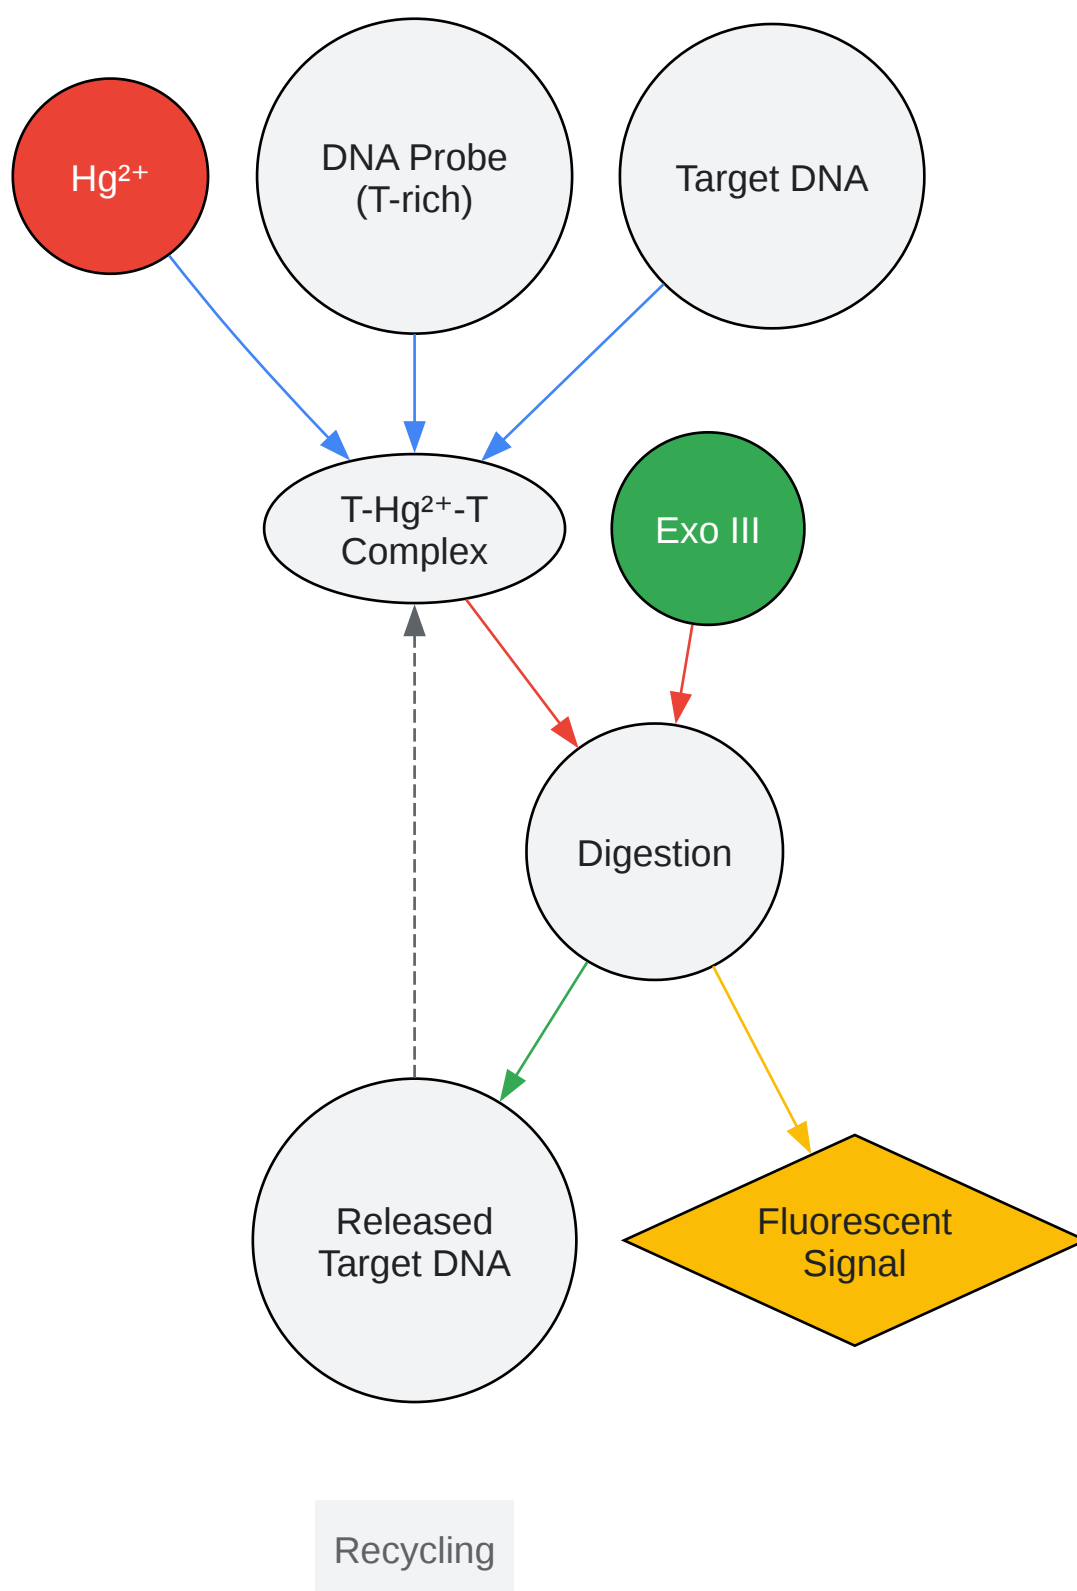 Hg²⁺
DNA Probe
(T-rich)
Target DNA
T-Hg²⁺-T
Complex
Exo III
Digestion
Released
Target DNA
Fluorescent
Signal
Recycling